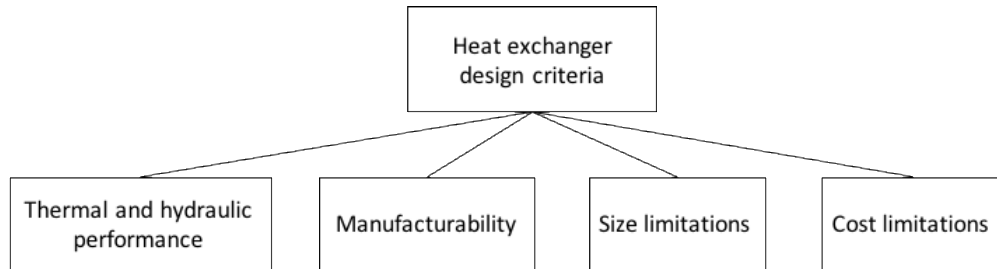 Heat exchanger
design criteria
Thermal and hydraulic
performance
Manufacturability
Size limitations
Cost limitations